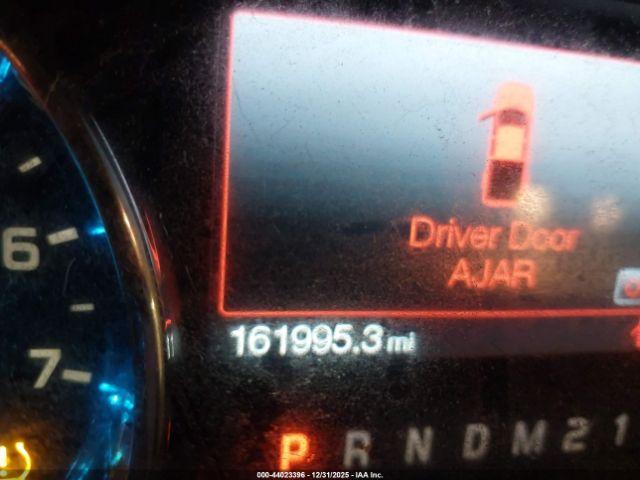 6
7
Driver Door
AJAR
161995.3 mi
P R N D M 2 1
000-44023396 - 12/31/2025 - IAA Inc.